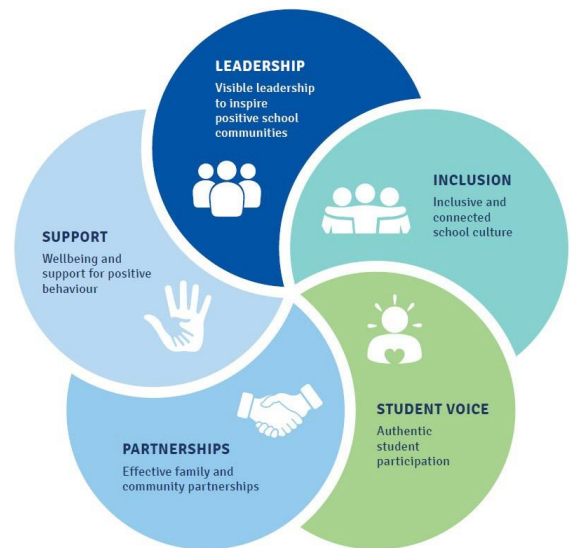 LEADERSHIP
Visible leadership
to inspire
positive school
communities
INCLUSION
Inclusive and
connected
school culture
STUDENT VOICE
Authentic
student
participation
PARTNERSHIPS
Effective family and
community partnerships
SUPPORT
Wellbeing and
support for positive
behaviour